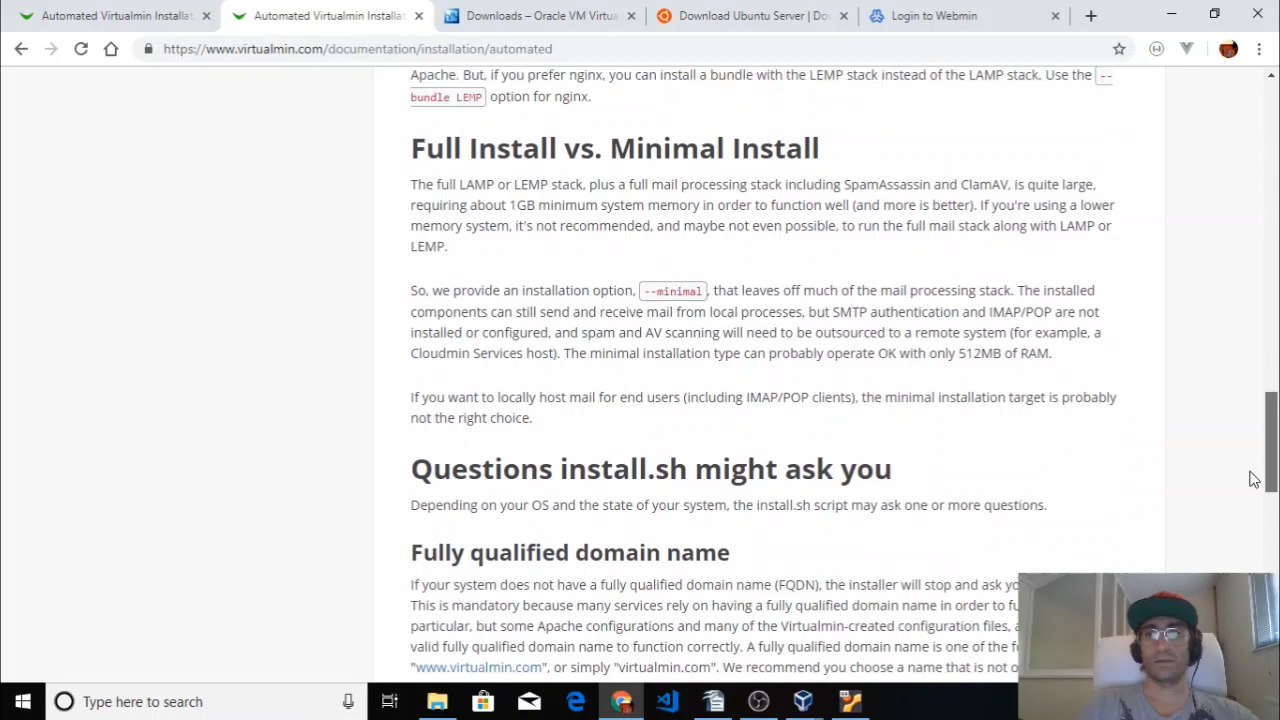 Automated Virtualmin Installat
Automated Virtualmin Installat
Downloads – Oracle VM Virtua
Download Ubuntu Server | Do
Login to Webmin
https://www.virtualmin.com/documentation/installation/automated
Apache. But, if you prefer nginx, you can install a bundle with the LEMP stack instead of the LAMP stack. Use the --
bundle LEMP option for nginx.
Full Install vs. Minimal Install
The full LAMP or LEMP stack, plus a full mail processing stack including SpamAssassin and ClamAV, is quite large,
requiring about 1GB minimum system memory in order to function well (and more is better). If you're using a lower
memory system, it's not recommended, and maybe not even possible, to run the full mail stack along with LAMP or
LEMP.
So, we provide an installation option, --minimal, that leaves off much of the mail processing stack. The installed
components can still send and receive mail from local processes, but SMTP authentication and IMAP/POP are not
installed or configured, and spam and AV scanning will need to be outsourced to a remote system (for example, a
Cloudmin Services host). The minimal installation type can probably operate OK with only 512MB of RAM.
If you want to locally host mail for end users (including IMAP/POP clients), the minimal installation target is probably
not the right choice.
Questions install.sh might ask you
Depending on your OS and the state of your system, the install.sh script may ask one or more questions.
Fully qualified domain name
If your system does not have a fully qualified domain name (FQDN), the installer will stop and ask yo
This is mandatory because many services rely on having a fully qualified domain name in order to fu
particular, but some Apache configurations and many of the Virtualmin-created configuration files, a
valid fully qualified domain name to function correctly. A fully qualified domain name is one of the fo
"www.virtualmin.com", or simply "virtualmin.com". We recommend you choose a name that is not o
Type here to search